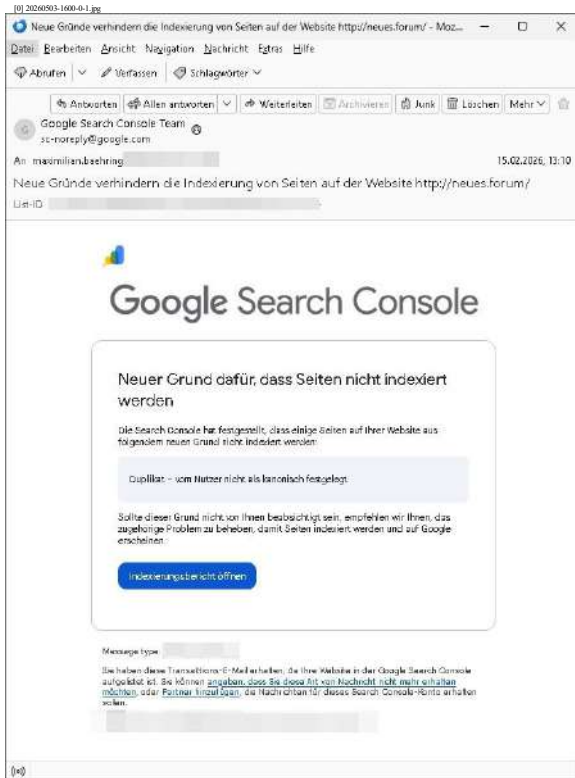 [0] 20260503-1600-0-1.jpg
Neue Gründe verhindern die Indexierung von Seiten auf der Website http://neues.forum/ - Moz...
Datei Bearbeiten Ansicht Navigation Nachricht Extras Hilfe
Abrufen Verfassen Schlagwörter
Antworten Allen antworten Weiterleiten Archivieren Junk Löschen Mehr
G Google Search Console Team
sc-noreply@google.com
An maximilian.baehring
15.02.2026, 13:10
Neue Gründe verhindern die Indexierung von Seiten auf der Website http://neues.forum/
List-ID
Google Search Console
Neuer Grund dafür, dass Seiten nicht indexiert
werden
Die Search Console hat festgestellt, dass einige Seiten auf Ihrer Website aus
folgendem neuen Grund nicht indexiert werden:
Duplikat – vom Nutzer nicht als kanonisch festgelegt
Sollte dieser Grund nicht von Ihnen beabsichtigt sein, empfehlen wir Ihnen, das
zugehörige Problem zu beheben, damit Seiten indexiert werden und auf Google
erscheinen.
Indexierungsbericht öffnen
Message type:
Sie haben diese Transaktions-E-Mail erhalten, da Ihre Website in der Google Search Console
aufgelistet ist. Sie können angeben, dass Sie diese Art von Nachricht nicht mehr erhalten
möchten, oder Partner hinzufügen, die Nachrichten für dieses Search Console-Konto erhalten
sollen.